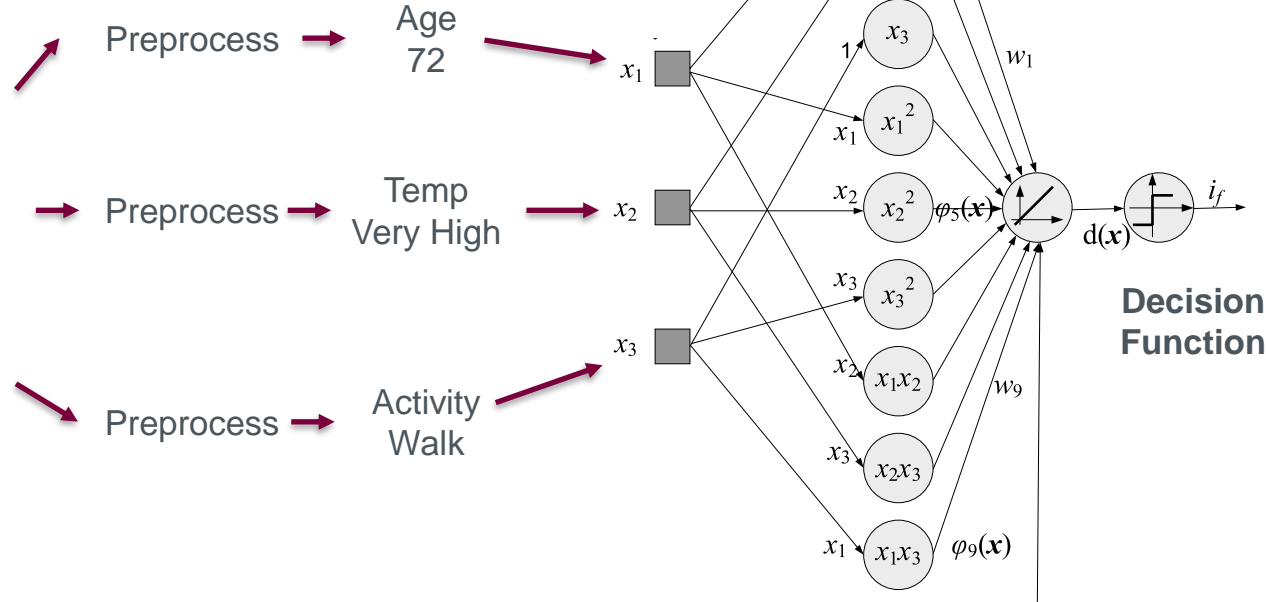 Preprocess
Age
72
Preprocess
Temp
Very High
Preprocess
Activity
Walk
x₁
x₂
x₃
1
x₃
x₁
x₁²
x₂
x₂²
x₃
x₃²
x₂
x₁x₂
x₃
x₂x₃
x₁
x₁x₃
w₁
φ₅(x)
w₉
φ₉(x)
d(x)
i_f
Decision
Function